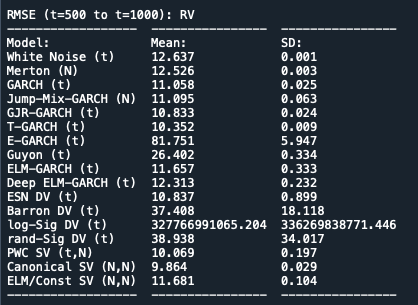 RMSE (t=500 to t=1000): RV
Model: Mean: SD:
White Noise (t) 12.637 0.001
Merton (N) 12.526 0.003
GARCH (t) 11.058 0.025
Jump-Mix-GARCH (N) 11.095 0.063
GJR-GARCH (t) 10.833 0.024
T-GARCH (t) 10.352 0.009
E-GARCH (t) 81.751 5.947
Guyon (t) 26.402 0.334
ELM-GARCH (t) 11.657 0.333
Deep ELM-GARCH (t) 12.313 0.232
ESN DV (t) 10.837 0.899
Barron DV (t) 37.408 18.118
log-Sig DV (t) 327766991065.204 336269838771.446
rand-Sig DV (t) 38.938 34.017
PWC SV (t,N) 10.069 0.197
Canonical SV (N,N) 9.864 0.029
ELM/Const SV (N,N) 11.681 0.104